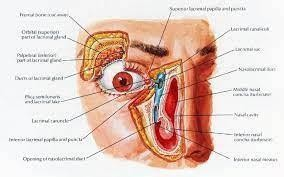 Frontal bone (cut away)
Orbital (superior)
part of lacrimal gland
Palpebral (inferior)
part of lacrimal gland
Ducts of lacrimal gland
Plica semilunaris
and lacrimal lake
Lacrimal caruncle
Inferior lacrimal papilla and puncta
Opening of nasolacrimal duct
Superior lacrimal papilla and puncta
Lacrimal canaliculi
Lacrimal sac
Nasolacrimal duct
Middle nasal
concha (turbinate)
Nasal cavity
Inferior nasal
concha (turbinate)
Inferior nasal meatus